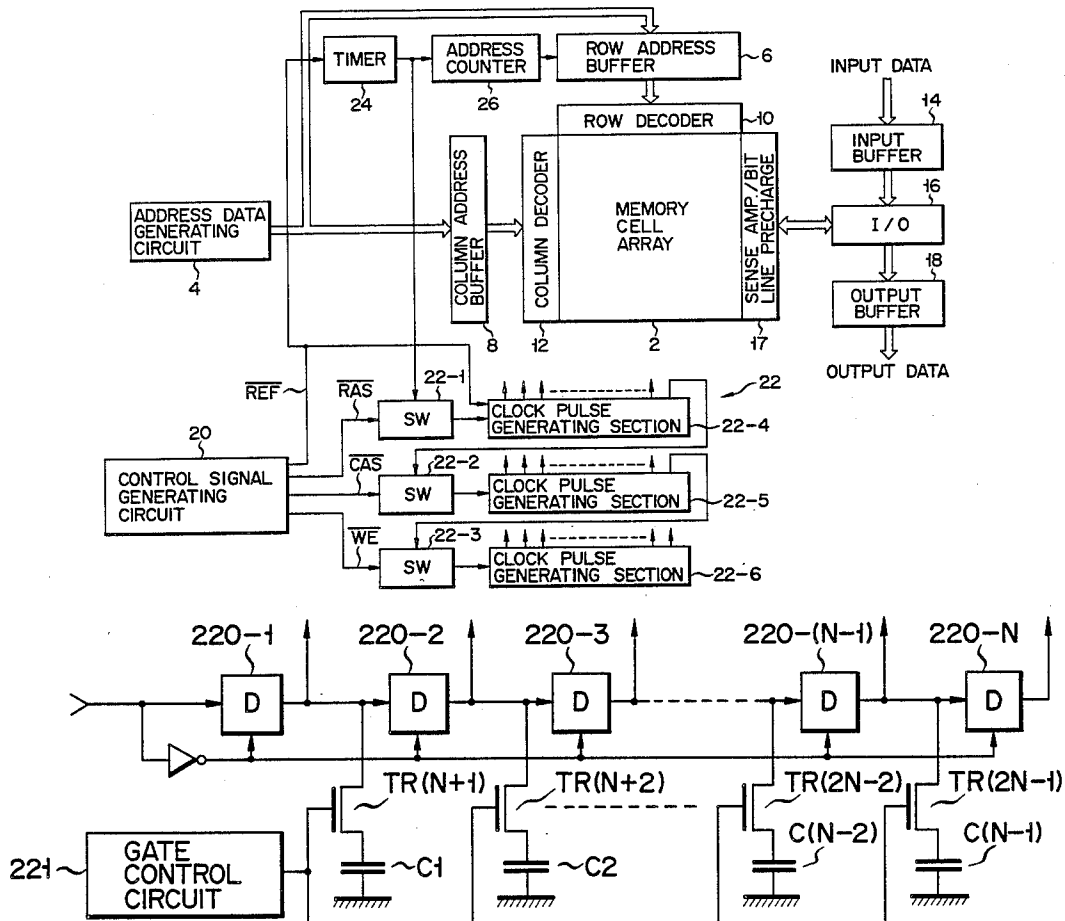 TIMER
24
ADDRESS
COUNTER
26
ROW ADDRESS
BUFFER
6
INPUT DATA
14
INPUT
BUFFER
16
I/O
18
OUTPUT
BUFFER
OUTPUT DATA
ROW DECODER
10
ADDRESS DATA
GENERATING
CIRCUIT
4
COLUMN ADDRESS
BUFFER
8
COLUMN DECODER
12
MEMORY
CELL
ARRAY
2
SENSE AMP./BIT
LINE PRECHARGE
17
REF
RAS
22-1
SW
CLOCK PULSE
GENERATING SECTION
22
22-4
20
CONTROL SIGNAL
GENERATING
CIRCUIT
CAS
22-2
SW
CLOCK PULSE
GENERATING SECTION
22-5
WE
22-3
SW
CLOCK PULSE
GENERATING SECTION
22-6
220-1
220-2
220-3
220-(N-1)
220-N
D
D
D
D
D
TR(N+1)
TR(N+2)
TR(2N-2)
TR(2N-1)
C1
C2
C(N-2)
C(N-1)
221
GATE
CONTROL
CIRCUIT